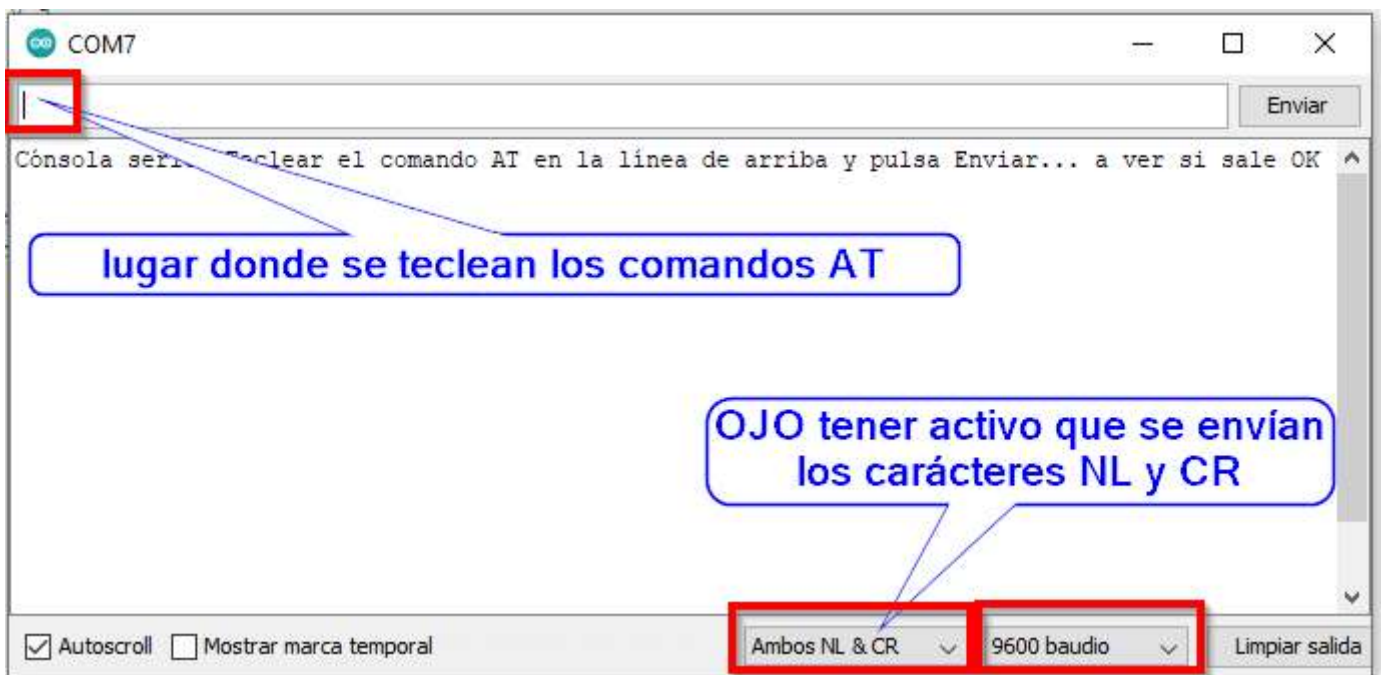 COM7
Enviar
Cónsola seri Teclear el comando AT en la línea de arriba y pulsa Enviar... a ver si sale OK
lugar donde se teclean los comandos AT
OJO tener activo que se envían
los carácteres NL y CR
Autoscroll Mostrar marca temporal Ambos NL & CR 9600 baudio Limpiar salida